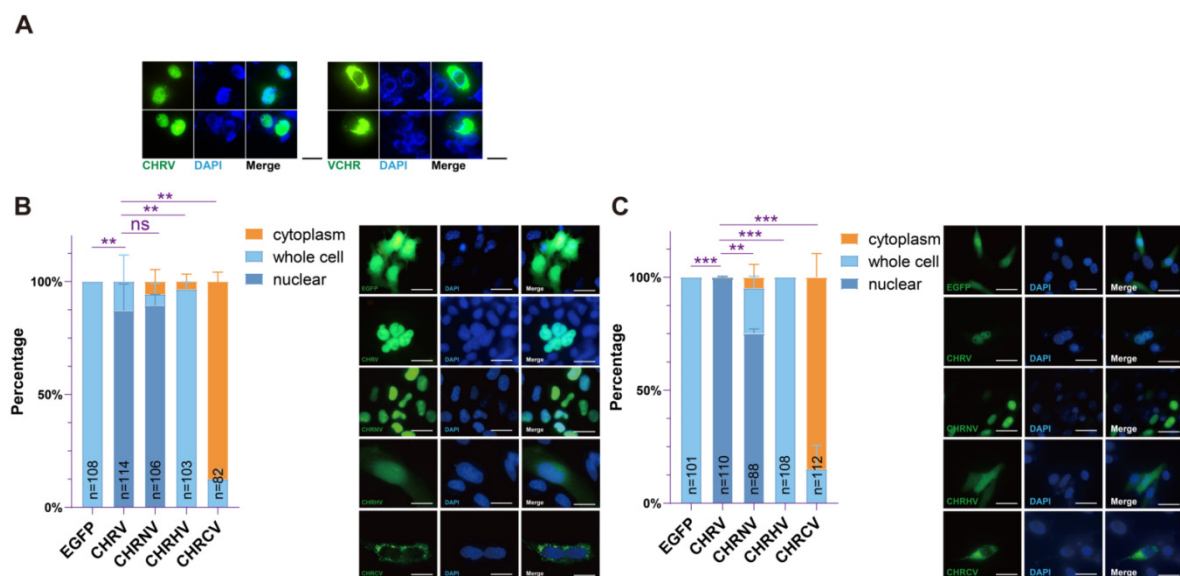 A
CHRV DAPI Merge VCHR DAPI Merge
B
**
**
ns
**
cytoplasm
whole cell
nuclear
100%
50%
0%
Percentage
n=108
n=114
n=106
n=103
n=82
EGFP
CHRV
CHRNV
CHRHV
CHRCV
EGFP DAPI Merge
CHRV DAPI Merge
CHRNV DAPI Merge
CHRHV DAPI Merge
CHRCV DAPI Merge
C
***
***
**
***
cytoplasm
whole cell
nuclear
100%
50%
0%
Percentage
n=101
n=110
n=88
n=108
n=112
EGFP
CHRV
CHRNV
CHRHV
CHRCV
EGFP DAPI Merge
CHRV DAPI Merge
CHRNV DAPI Merge
CHRHV DAPI Merge
CHRCV DAPI Merge